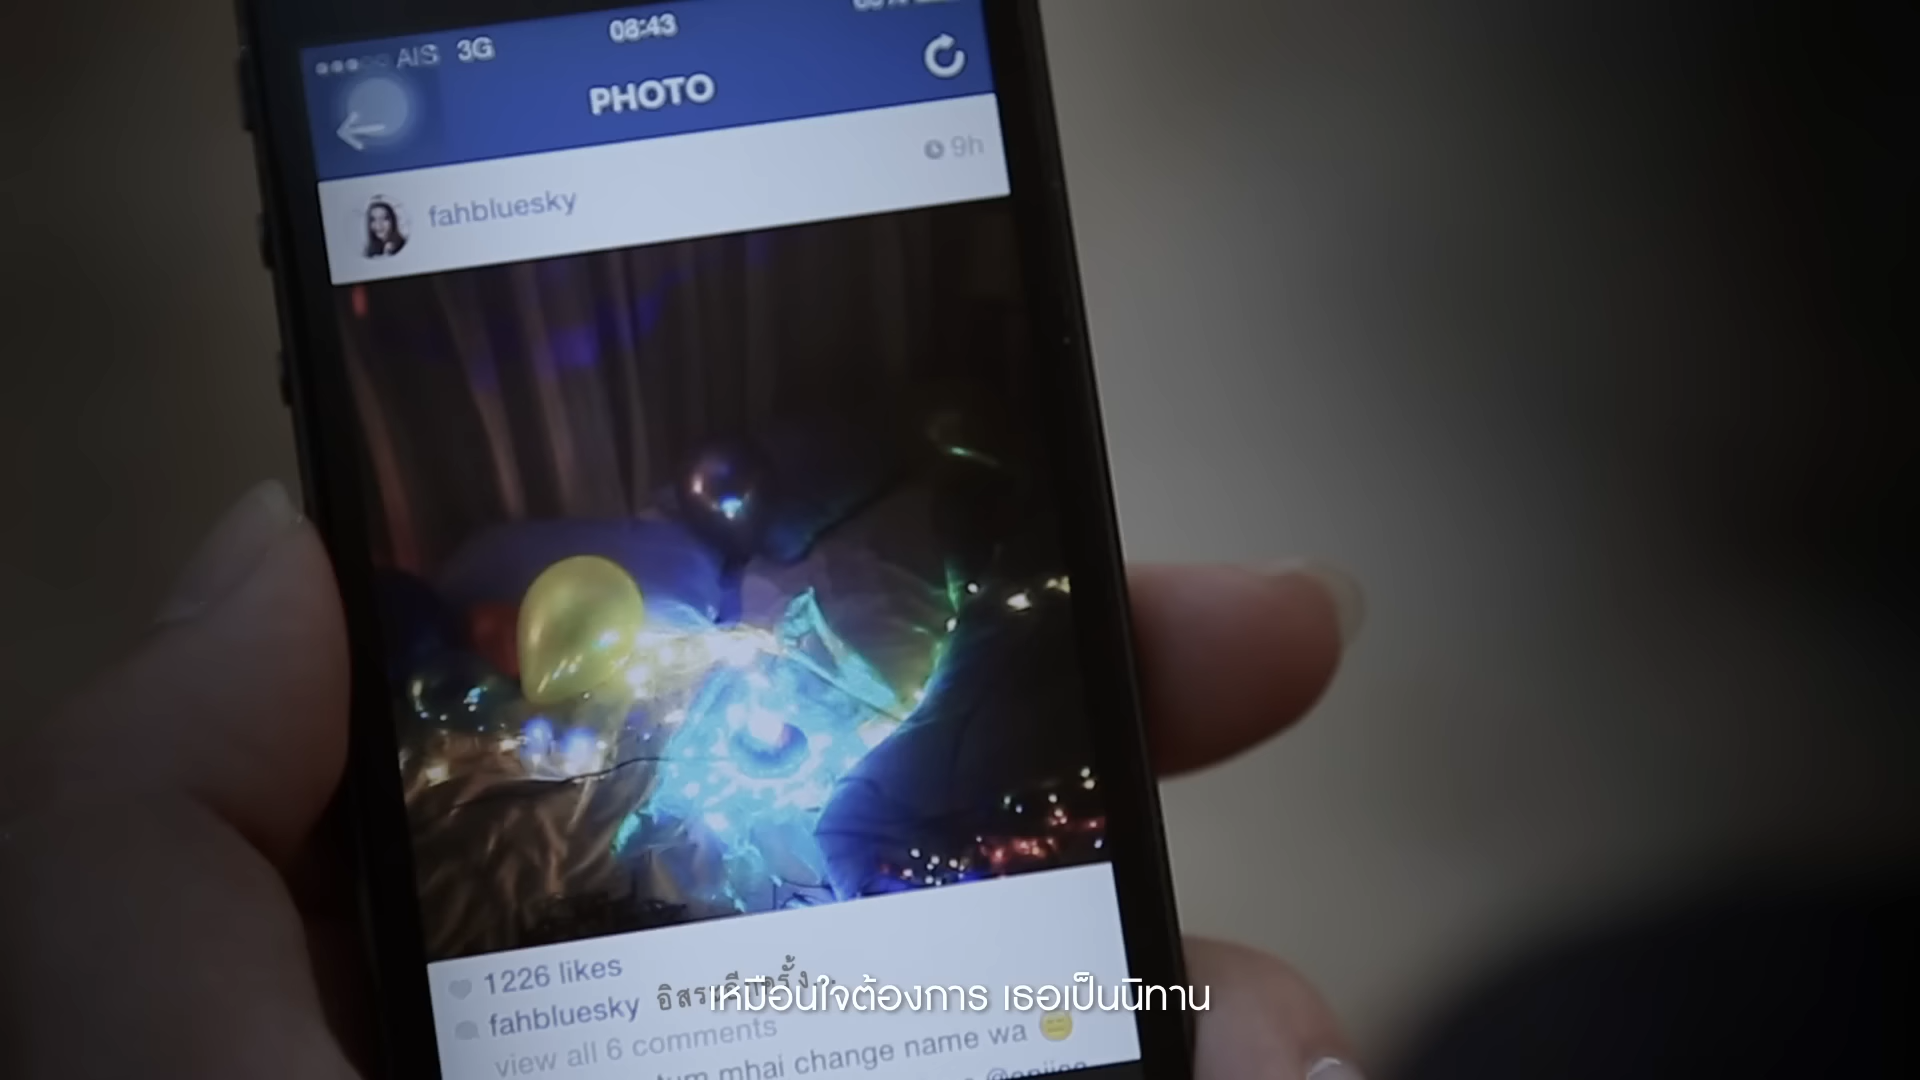 AIS 3G 08:43
PHOTO
fahbluesky 9h
1226 likes
fahbluesky
เหมือนใจต้องการ เธอเป็นนิทาน
view all 6 comments
mhai change name wa 😑